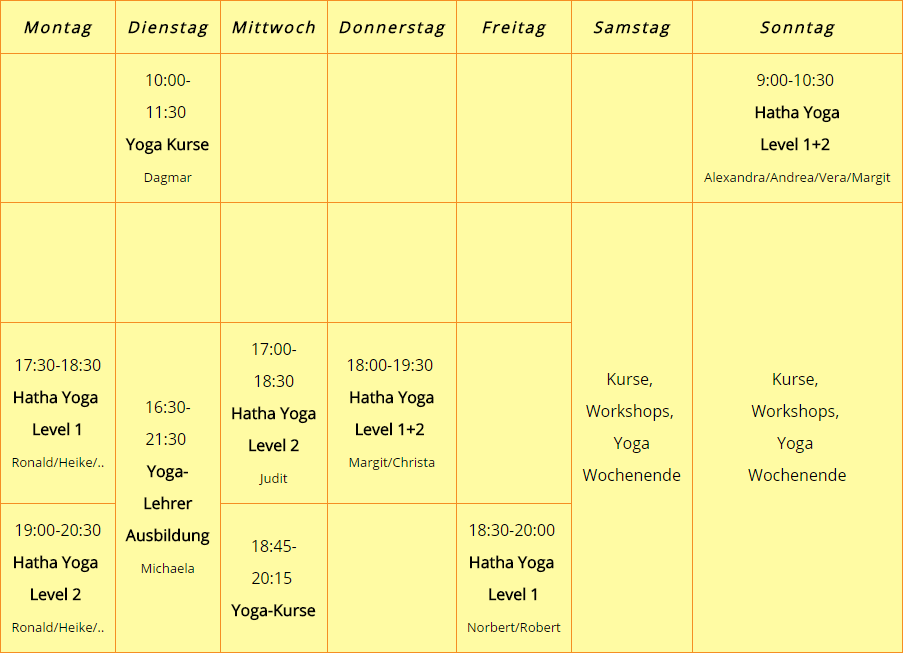 Montag Dienstag Mittwoch Donnerstag Freitag Samstag Sonntag
10:00-
11:30
Yoga Kurse
Dagmar
9:00-10:30
Hatha Yoga
Level 1+2
Alexandra/Andrea/Vera/Margit
17:30-18:30
Hatha Yoga
Level 1
Ronald/Heike/..
16:30-
21:30
Yoga-
Lehrer
Ausbildung
Michaela
17:00-
18:30
Hatha Yoga
Level 2
Judit
18:00-19:30
Hatha Yoga
Level 1+2
Margit/Christa
Kurse,
Workshops,
Yoga
Wochenende
Kurse,
Workshops,
Yoga
Wochenende
19:00-20:30
Hatha Yoga
Level 2
Ronald/Heike/..
18:45-
20:15
Yoga-Kurse
18:30-20:00
Hatha Yoga
Level 1
Norbert/Robert